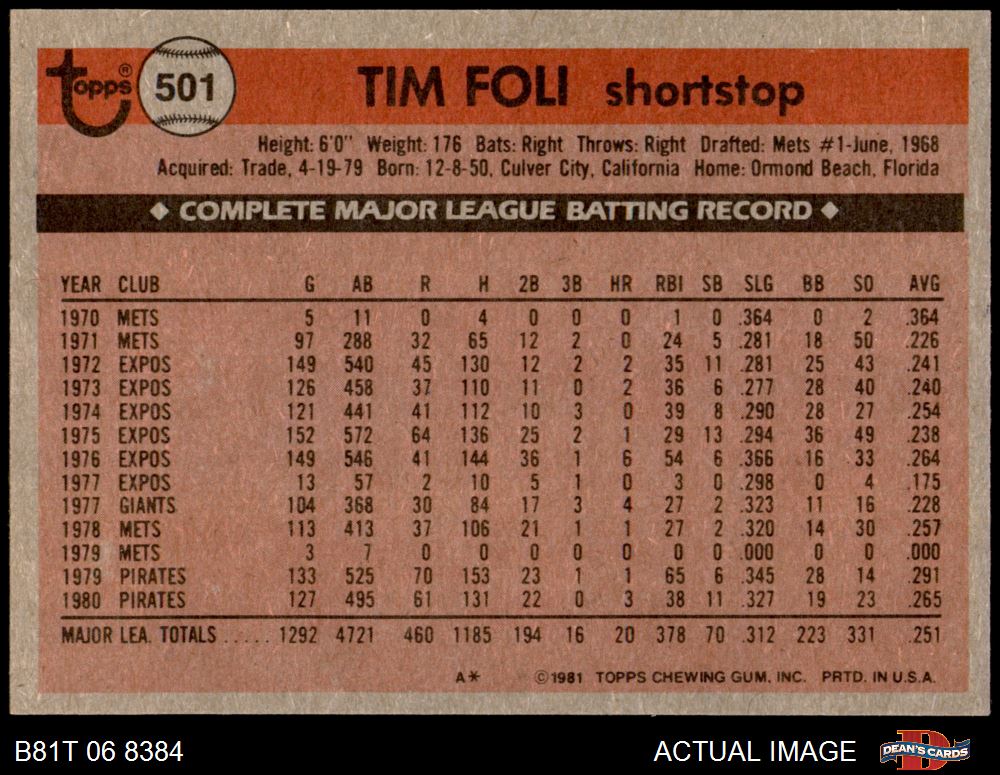 Topps® 501 TIM FOLI shortstop
Height: 6'0" Weight: 176 Bats: Right Throws: Right Drafted: Mets #1-June, 1968
Acquired: Trade, 4-19-79 Born: 12-8-50, Culver City, California Home: Ormond Beach, Florida
◆ COMPLETE MAJOR LEAGUE BATTING RECORD ◆
YEAR CLUB G AB R H 2B 3B HR RBI SB SLG BB SO AVG
1970 METS 5 11 0 4 0 0 0 1 0 .364 0 2 .364
1971 METS 97 288 32 65 12 2 0 24 5 .281 18 50 .226
1972 EXPOS 149 540 45 130 12 2 2 35 11 .281 25 43 .241
1973 EXPOS 126 458 37 110 11 0 2 36 6 .277 28 40 .240
1974 EXPOS 121 441 41 112 10 3 0 39 8 .290 28 27 .254
1975 EXPOS 152 572 64 136 25 2 1 29 13 .294 36 49 .238
1976 EXPOS 149 546 41 144 36 1 6 54 6 .366 16 33 .264
1977 EXPOS 13 57 2 10 5 1 0 3 0 .298 0 4 .175
1977 GIANTS 104 368 30 84 17 3 4 27 2 .323 11 16 .228
1978 METS 113 413 37 106 21 1 1 27 2 .320 14 30 .257
1979 METS 3 7 0 0 0 0 0 0 0 .000 0 0 .000
1979 PIRATES 133 525 70 153 23 1 1 65 6 .345 28 14 .291
1980 PIRATES 127 495 61 131 22 0 3 38 11 .327 19 23 .265
MAJOR LEA. TOTALS ..... 1292 4721 460 1185 194 16 20 378 70 .312 223 331 .251
A* ©1981 TOPPS CHEWING GUM, INC. PRTD. IN U.S.A.
B81T 06 8384 ACTUAL IMAGE D DEAN'S CARDS